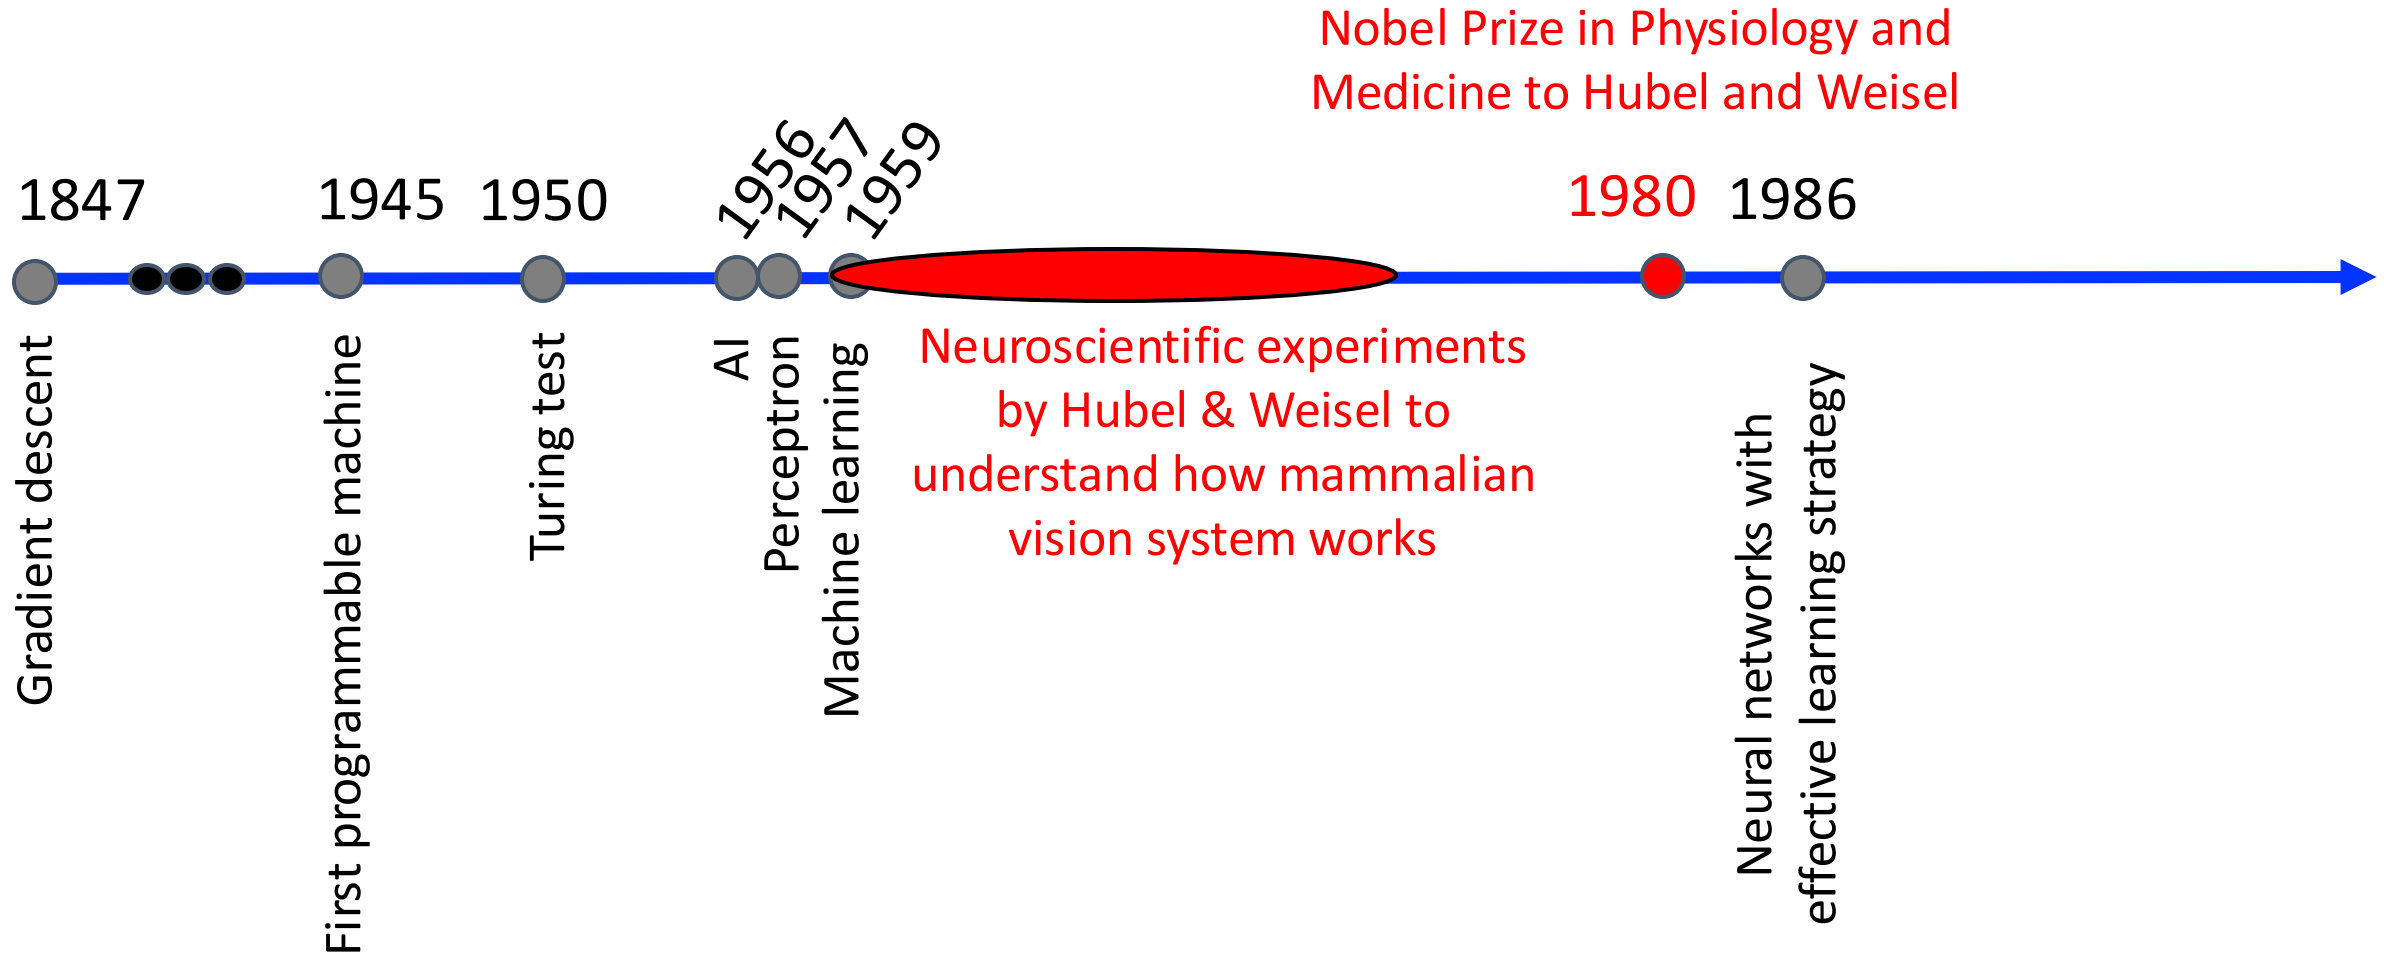 Nobel Prize in Physiology and
Medicine to Hubel and Weisel
1847
1945
1950
1956
1957
1959
1980
1986
Gradient descent
First programmable machine
Turing test
AI
Perceptron
Machine learning
Neuroscientific experiments
by Hubel & Weisel to
understand how mammalian
vision system works
Neural networks with
effective learning strategy